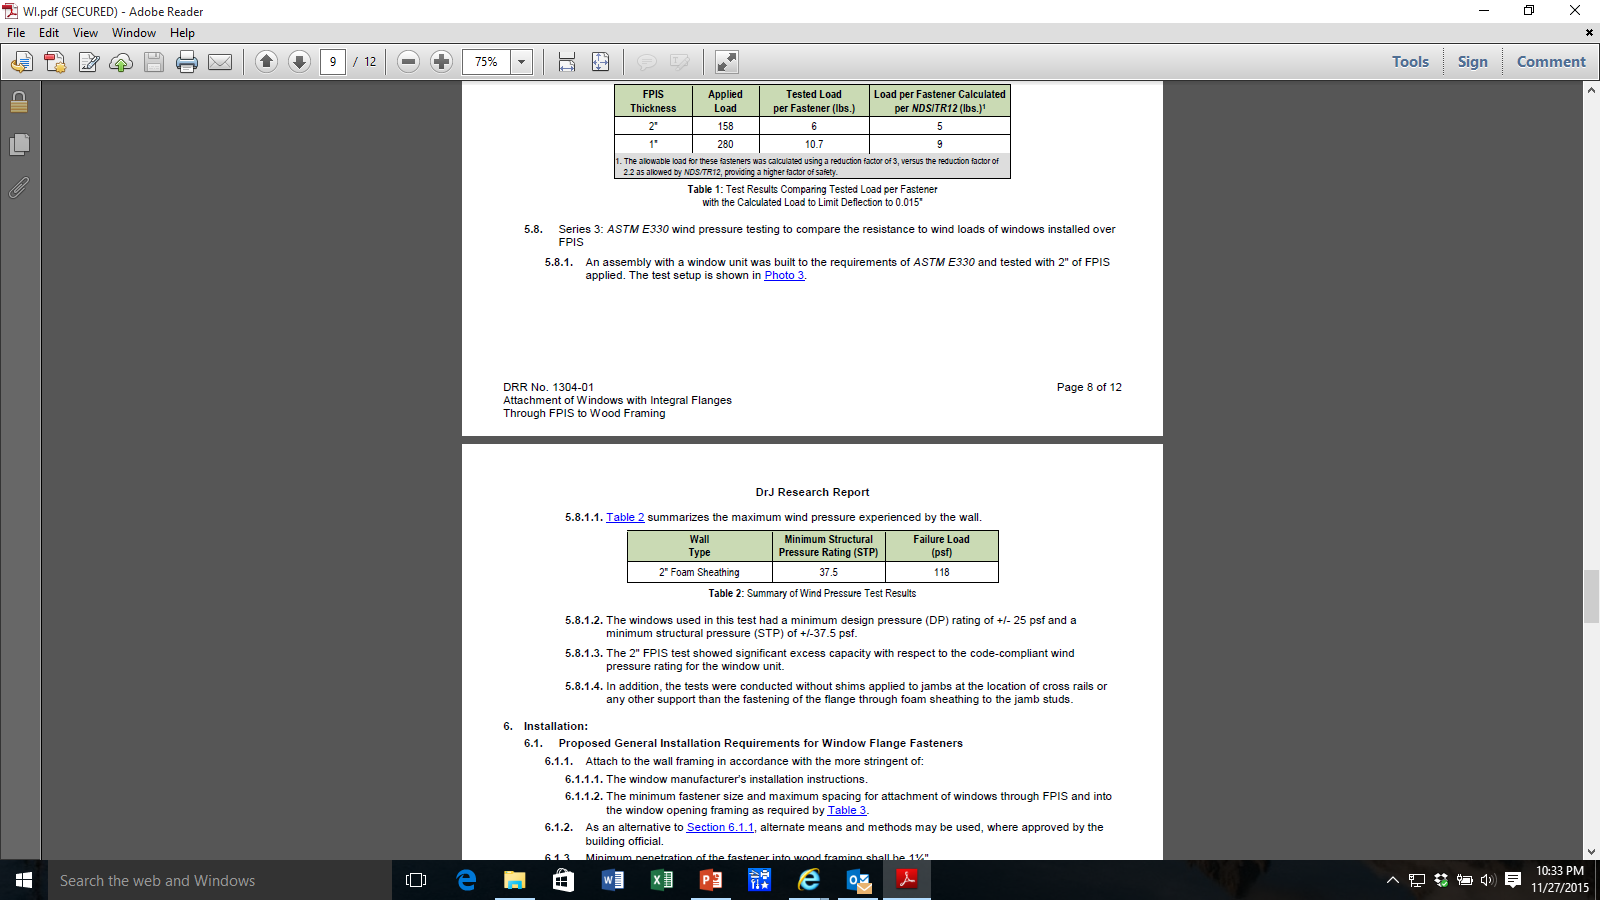 WI.pdf (SECURED) - Adobe Reader
File Edit View Window Help
9 / 12 75% Tools Sign Comment
FPIS Thickness Applied Load Tested Load per Fastener (lbs.) Load per Fastener Calculated per NDS/TR12 (lbs.)¹
2" 158 6 5
1" 280 10.7 9
1. The allowable load for these fasteners was calculated using a reduction factor of 3, versus the reduction factor of
2.2 as allowed by NDS/TR12, providing a higher factor of safety.
Table 1: Test Results Comparing Tested Load per Fastener
with the Calculated Load to Limit Deflection to 0.015"
5.8. Series 3: ASTM E330 wind pressure testing to compare the resistance to wind loads of windows installed over
FPIS
5.8.1. An assembly with a window unit was built to the requirements of ASTM E330 and tested with 2" of FPIS
applied. The test setup is shown in Photo 3.
DRR No. 1304-01 Page 8 of 12
Attachment of Windows with Integral Flanges
Through FPIS to Wood Framing
DrJ Research Report
5.8.1.1. Table 2 summarizes the maximum wind pressure experienced by the wall.
Wall Type Minimum Structural Pressure Rating (STP) Failure Load (psf)
2" Foam Sheathing 37.5 118
Table 2: Summary of Wind Pressure Test Results
5.8.1.2. The windows used in this test had a minimum design pressure (DP) rating of +/- 25 psf and a
minimum structural pressure (STP) of +/-37.5 psf.
5.8.1.3. The 2" FPIS test showed significant excess capacity with respect to the code-compliant wind
pressure rating for the window unit.
5.8.1.4. In addition, the tests were conducted without shims applied to jambs at the location of cross rails or
any other support than the fastening of the flange through foam sheathing to the jamb studs.
6. Installation:
6.1. Proposed General Installation Requirements for Window Flange Fasteners
6.1.1. Attach to the wall framing in accordance with the more stringent of:
6.1.1.1. The window manufacturer's installation instructions.
6.1.1.2. The minimum fastener size and maximum spacing for attachment of windows through FPIS and into
the window opening framing as required by Table 3.
6.1.2. As an alternative to Section 6.1.1, alternate means and methods may be used, where approved by the
building official.
6.1.3. Minimum penetration of the fastener into wood framing shall be 1¼"
Search the web and Windows
10:33 PM
11/27/2015